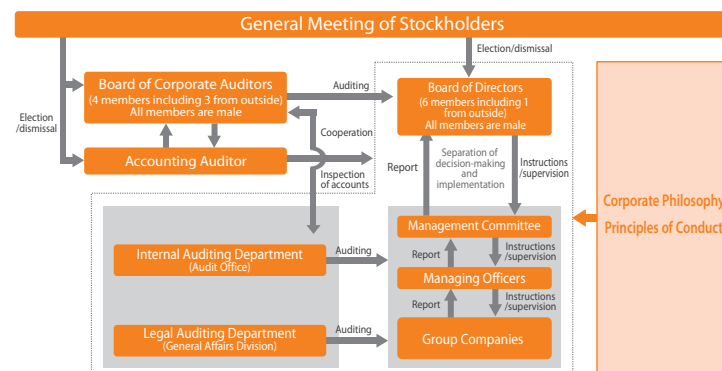 General Meeting of Stockholders
Election/dismissal
Board of Corporate Auditors
(4 members including 3 from outside)
All members are male
Auditing
Board of Directors
(6 members including 1
from outside)
All members are male
Election
/dismissal
Cooperation
Accounting Auditor
Inspection
of accounts
Report
Separation of
decision-making
and
implementation
Instructions
/supervision
Corporate Philosophy
Principles of Conduct
Management Committee
Internal Auditing Department
(Audit Office)
Auditing
Report
Instructions
/supervision
Managing Officers
Report
Instructions
/supervision
Legal Auditing Department
(General Affairs Division)
Auditing
Group Companies